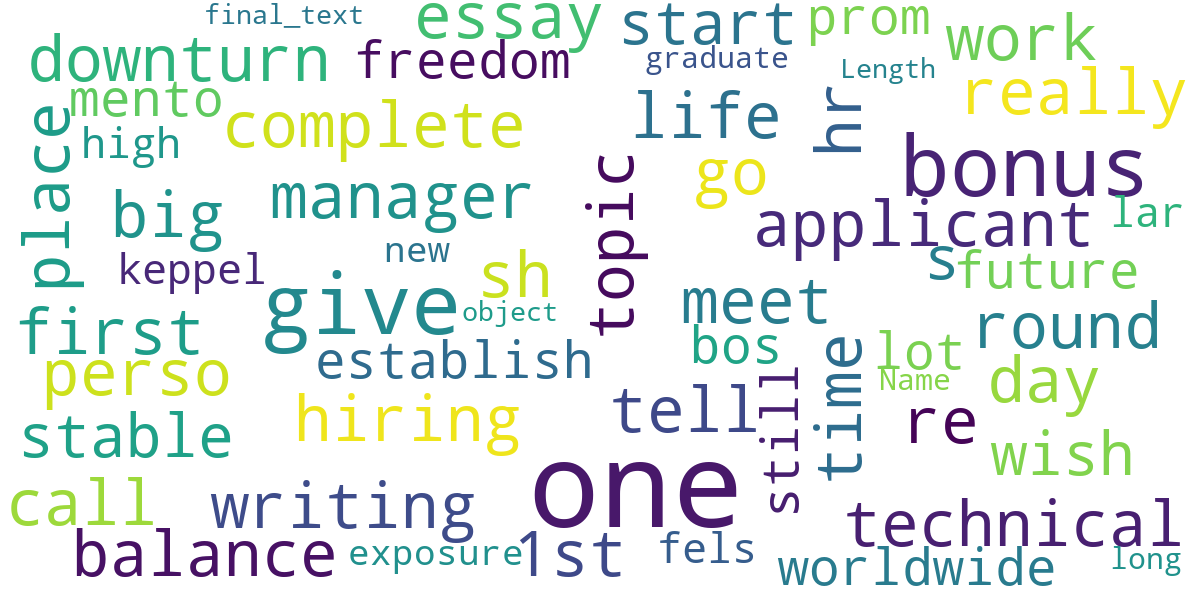 final_text
essay
start
prom
work
downturn
freedom
graduate
Length
really
mento
complete
life
hr
high
place
manager
topic
go
bonus
big
applicant
lar
keppel
new
sh
s
future
give
object
meet
round
first
establish
bos
lot
perso
Name
day
hiring
tell
still
time
re
stable
wish
call
writing
one
technical
balance
exposure
1st
fels
worldwide
long